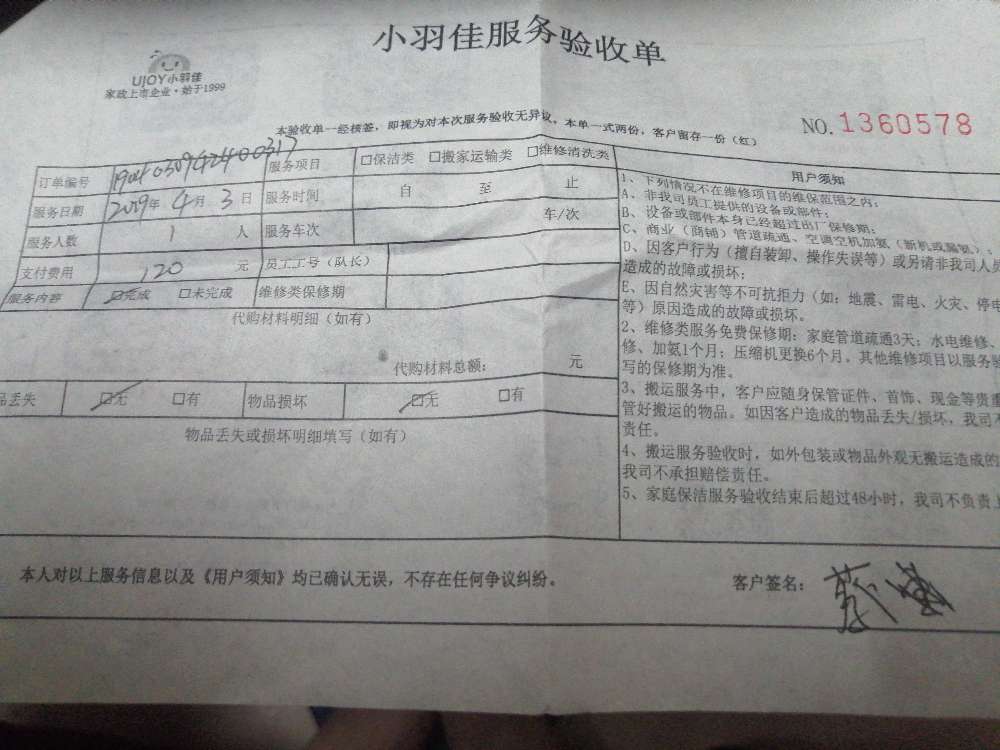 小羽佳服务验收单
UJOY小羽佳
家政上市企业·始于1999
本验收单一经核签，即视为对本次服务验收无异议。本单一式两份，客户留存一份（红）
NO.1360578
订单编号 服务项目 □保洁类 □搬家运输类 □维修清洗类
服务日期 2019年 4月 3日 服务时间 自 至 止
服务人数 1 人 服务车次 车/次
支付费用 120 元 员工工号（队长）
服务内容 ☑完成 □未完成 维修类保修期
代购材料明细（如有）
代购材料总额： 元
品丢失 ☑无 □有 物品损坏 ☑无 □有
物品丢失或损坏明细填写（如有）
用户须知
1、下列情况不在维修项目的维保范围之内：
A、非我司员工提供的设备或部件；
B、设备或部件本身已经超过出厂保修期；
C、商业（商铺）管道疏通、空调空机加氨（新机或漏氨）；
D、因客户行为（擅自装卸、操作失误等）或另请非我司人员
造成的故障或损坏；
E、因自然灾害等不可抗拒力（如：地震、雷电、火灾、停电
等）原因造成的故障或损坏。
2、维修类服务免费保修期：家庭管道疏通3天；水电维修、
修、加氨1个月；压缩机更换6个月。其他维修项目以服务验
写的保修期为准。
3、搬运服务中，客户应随身保管证件、首饰、现金等贵重
管好搬运的物品。如因客户造成的物品丢失/损坏，我司不
责任。
4、搬运服务验收时，如外包装或物品外观无搬运造成的
我司不承担赔偿责任。
5、家庭保洁服务验收结束后超过48小时，我司不负责
本人对以上服务信息以及《用户须知》均已确认无误，不存在任何争议纠纷。
客户签名：